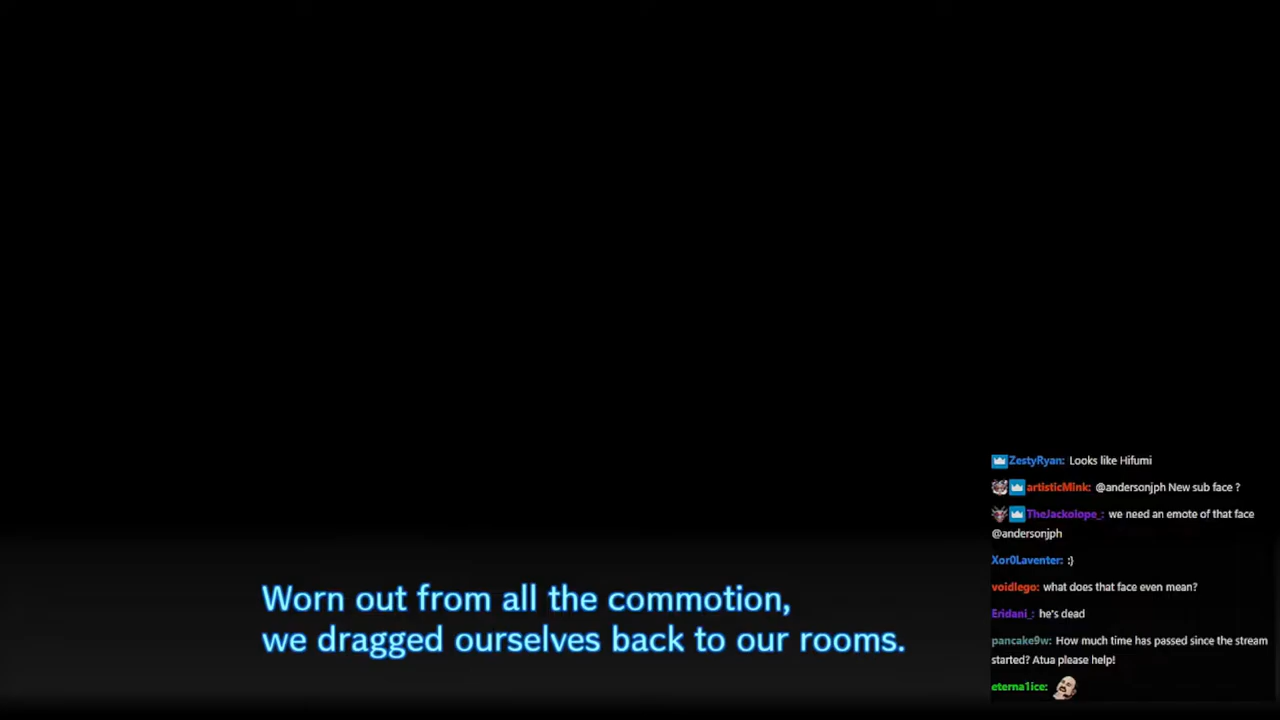 ZestyRyan: Looks like Hifumi
artisticMink: @andersonjph New sub face ?
TheJackolope_: we need an emote of that face
@andersonjph
Xor0Laventer: :}
voidlego: what does that face even mean?
Eridani_: he's dead
pancake9w: How much time has passed since the stream
started? Atua please help!
eterna1ice:
Worn out from all the commotion,
we dragged ourselves back to our rooms.